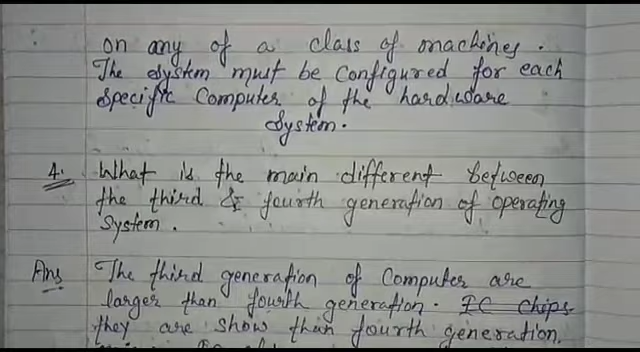 on any of a class of machines.
The system must be configured for each
specific computer of the hardware
system.
4. What is the main different between
the third & fourth generation of operating
system.
Ans The third generation of Computer are
larger than fourth generation. IC chips
they are show than fourth generation.